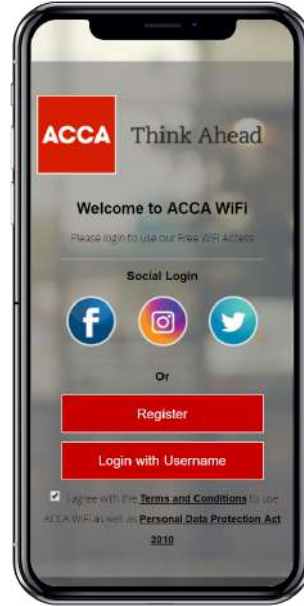 ACCA Think Ahead
Welcome to ACCA WiFi
Please login to use our Free WiFi Access
Social Login
Or
Register
Login with Username
I agree with the Terms and Conditions to use
ACCA WiFi as well as Personal Data Protection Act
2010